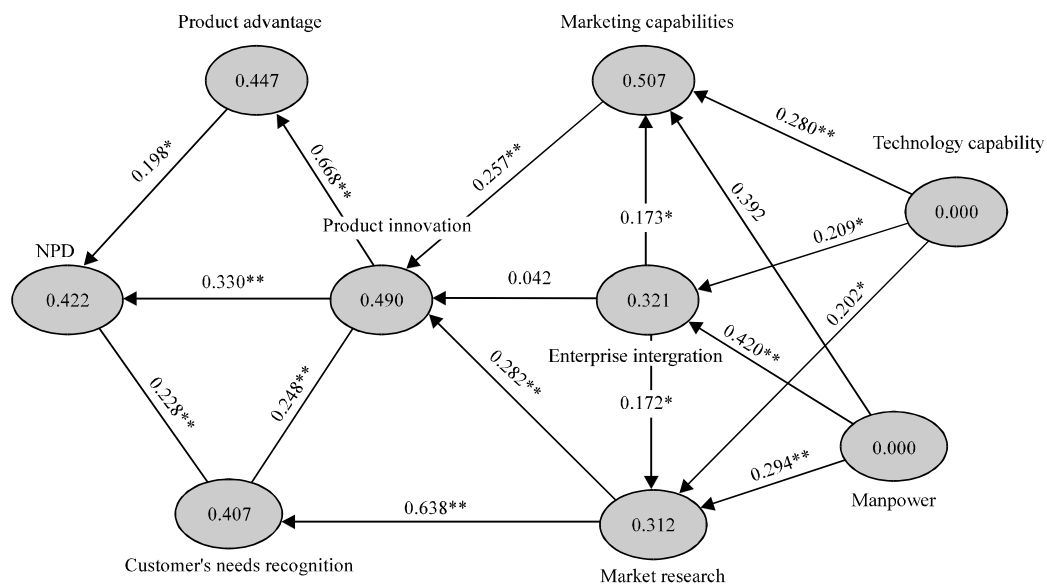 Product advantage
Marketing capabilities
0.447
0.507
0.280**
Technology capability
0.198*
0.668**
0.257**
0.392
0.173*
0.000
Product innovation
0.209*
NPD
0.330**
0.042
0.422
0.490
0.321
0.202*
Enterprise intergration
0.420**
0.282**
0.228**
0.248**
0.172*
0.000
0.294**
Manpower
0.407
0.638**
0.312
Customer's needs recognition
Market research